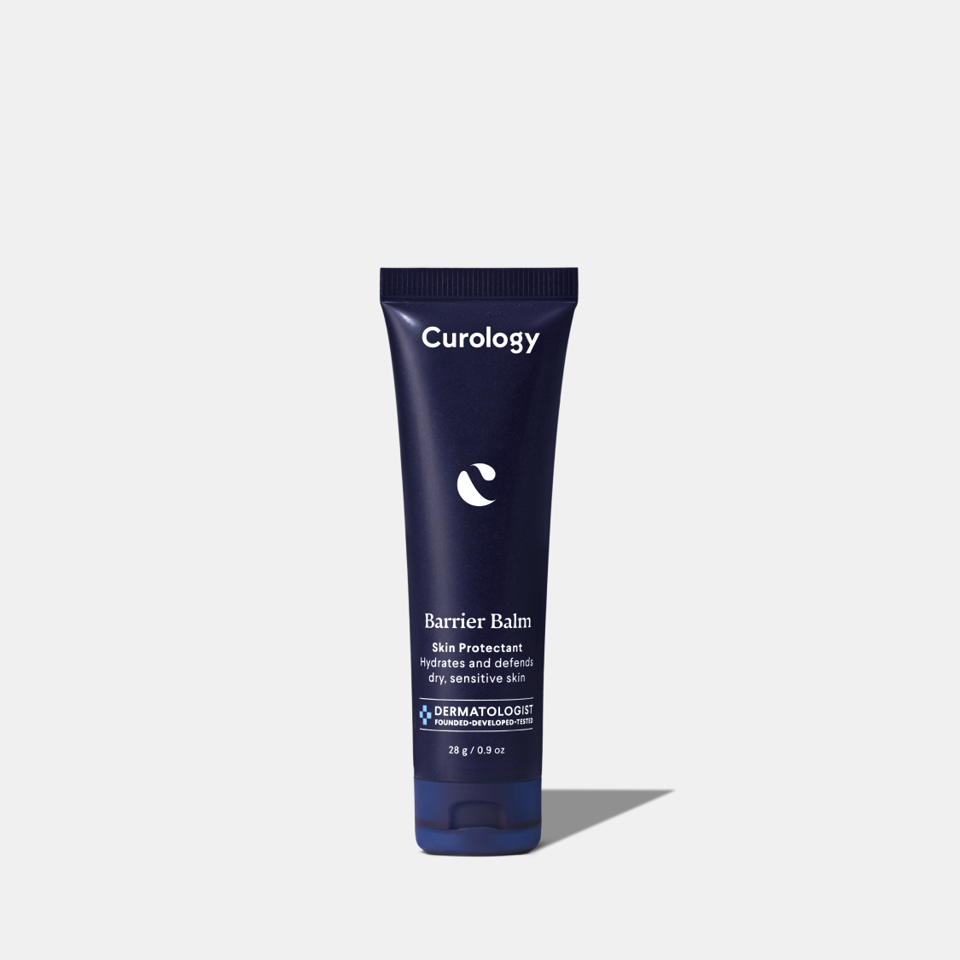 Curology
Barrier Balm
Skin Protectant
Hydrates and defends
dry, sensitive skin
DERMATOLOGIST
FOUNDED•DEVELOPED•TESTED
28 g / 0.9 oz